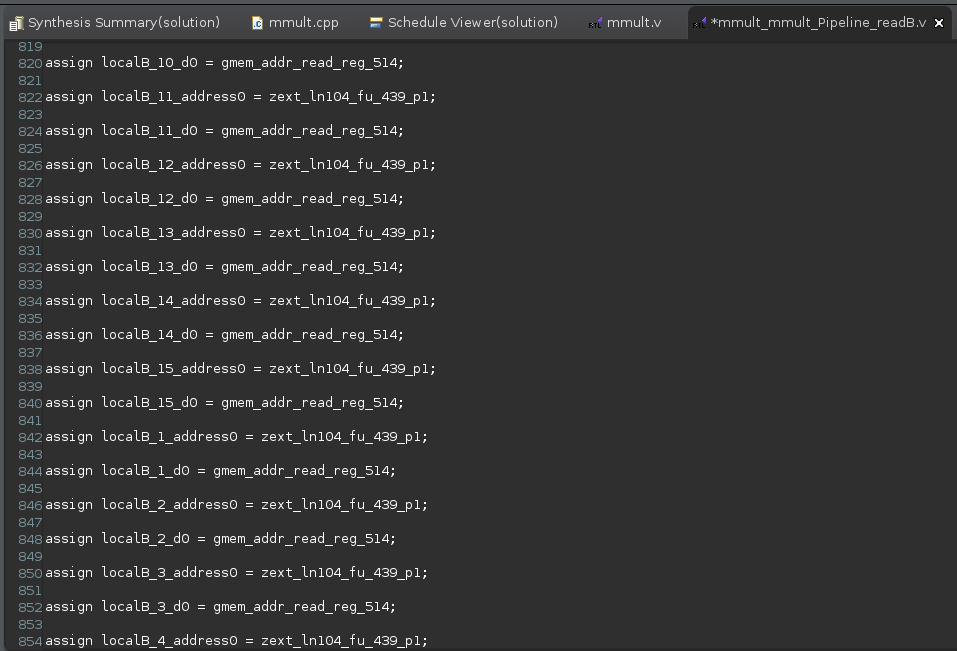 Synthesis Summary(solution) mmult.cpp Schedule Viewer(solution) mmult.v *mmult_mmult_Pipeline_readB.v
819
820 assign localB_10_d0 = gmem_addr_read_reg_514;
821
822 assign localB_11_address0 = zext_ln104_fu_439_p1;
823
824 assign localB_11_d0 = gmem_addr_read_reg_514;
825
826 assign localB_12_address0 = zext_ln104_fu_439_p1;
827
828 assign localB_12_d0 = gmem_addr_read_reg_514;
829
830 assign localB_13_address0 = zext_ln104_fu_439_p1;
831
832 assign localB_13_d0 = gmem_addr_read_reg_514;
833
834 assign localB_14_address0 = zext_ln104_fu_439_p1;
835
836 assign localB_14_d0 = gmem_addr_read_reg_514;
837
838 assign localB_15_address0 = zext_ln104_fu_439_p1;
839
840 assign localB_15_d0 = gmem_addr_read_reg_514;
841
842 assign localB_1_address0 = zext_ln104_fu_439_p1;
843
844 assign localB_1_d0 = gmem_addr_read_reg_514;
845
846 assign localB_2_address0 = zext_ln104_fu_439_p1;
847
848 assign localB_2_d0 = gmem_addr_read_reg_514;
849
850 assign localB_3_address0 = zext_ln104_fu_439_p1;
851
852 assign localB_3_d0 = gmem_addr_read_reg_514;
853
854 assign localB_4_address0 = zext_ln104_fu_439_p1;